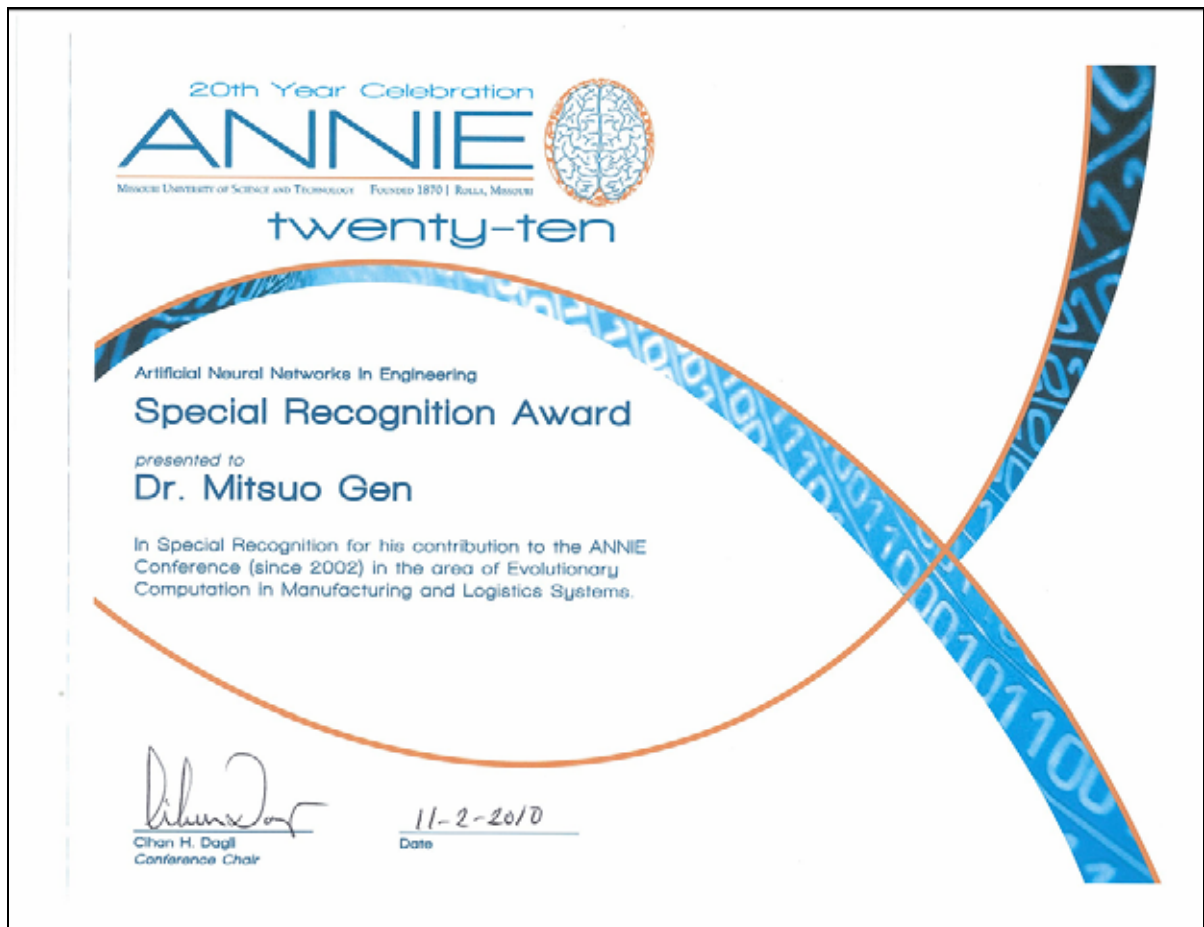 20th Year Celebration
ANNIE
Missouri University of Science and Technology Founded 1870 | Rolla, Missouri
twenty-ten
Artificial Neural Networks In Engineering
Special Recognition Award
presented to
Dr. Mitsuo Gen
In Special Recognition for his contribution to the ANNIE
Conference (since 2002) in the area of Evolutionary
Computation in Manufacturing and Logistics Systems.
11-2-2010
Cihan H. Dagli Date
Conference Chair